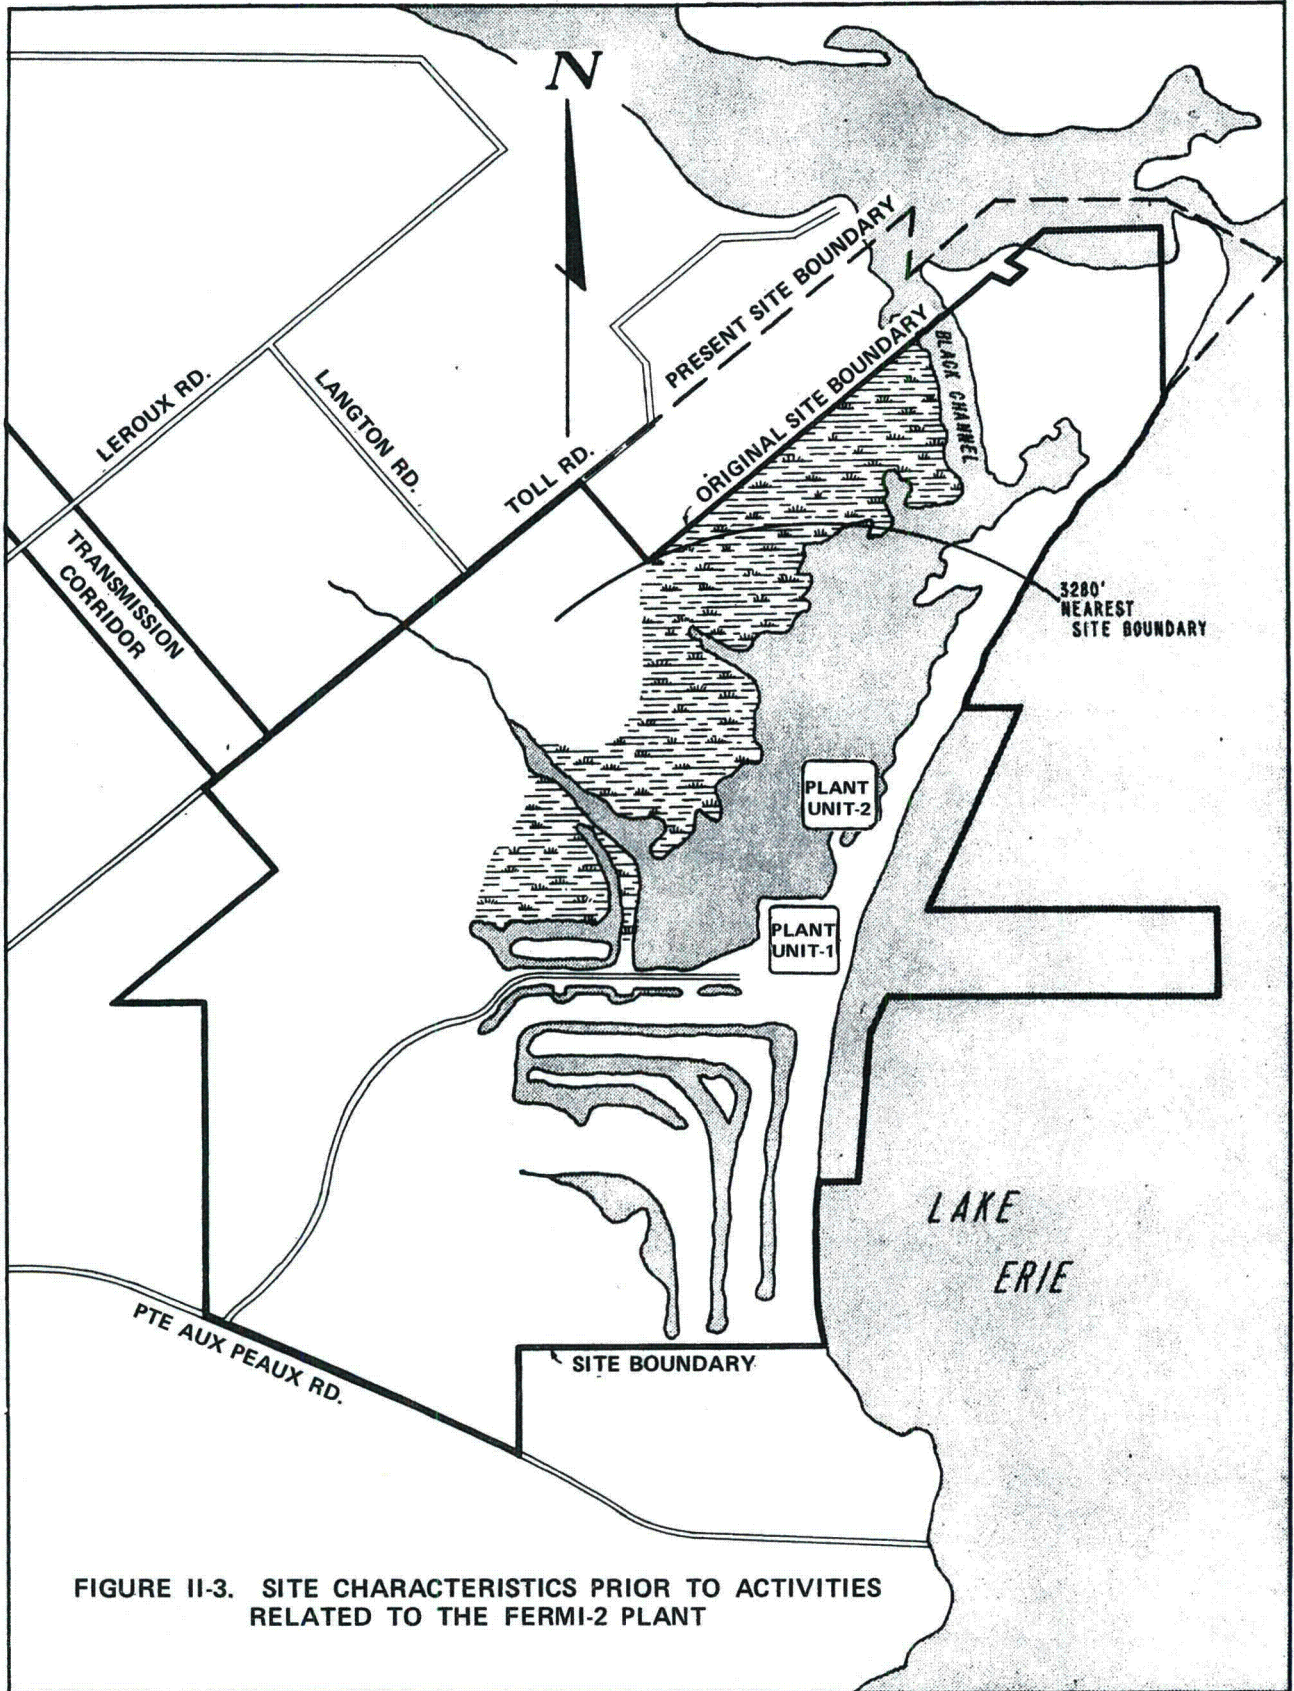 N
PRESENT SITE BOUNDARY
ORIGINAL SITE BOUNDARY
BLACK CHANNEL
LEROUX RD.
LANGTON RD.
TOLL RD.
TRANSMISSION
CORRIDOR
3280'
NEAREST
SITE BOUNDARY
PLANT
UNIT-2
PLANT
UNIT-1
LAKE
ERIE
PTE AUX PEAUX RD.
SITE BOUNDARY
FIGURE II-3. SITE CHARACTERISTICS PRIOR TO ACTIVITIES
RELATED TO THE FERMI-2 PLANT